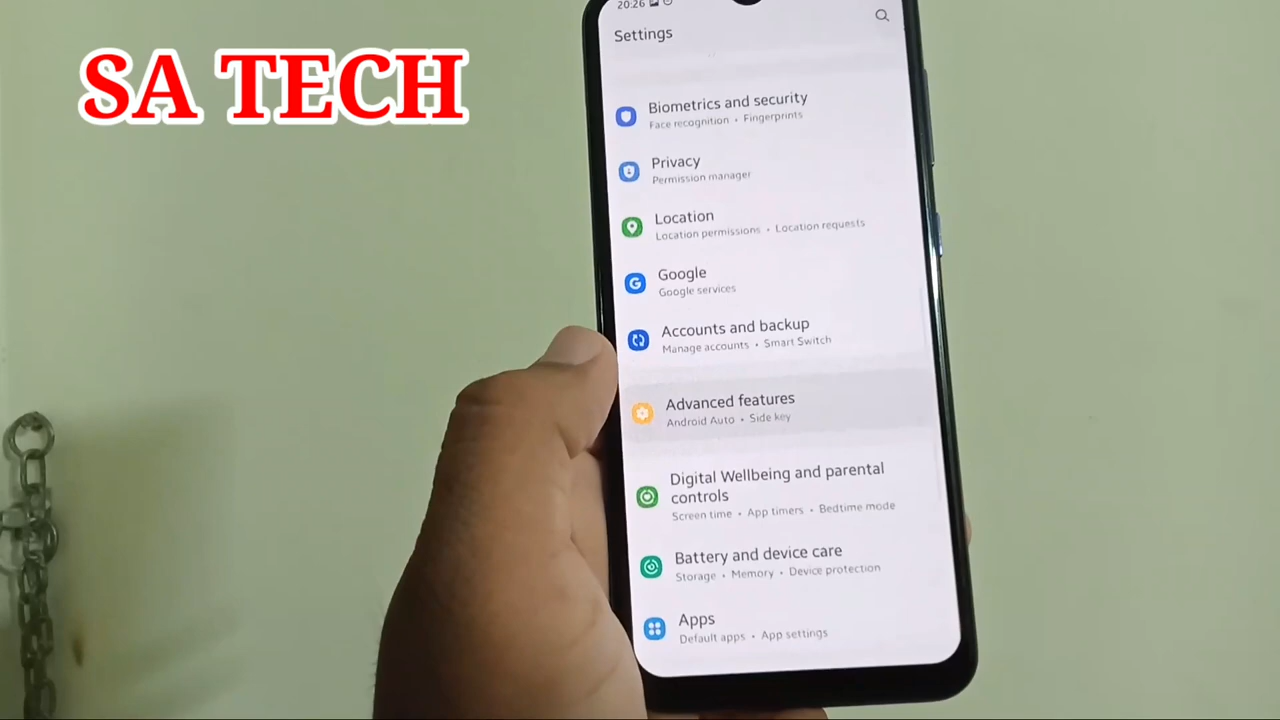 20:26
SA TECH
Settings
Biometrics and security
Face recognition • Fingerprints
Privacy
Permission manager
Location
Location permissions • Location requests
Google
Google services
Accounts and backup
Manage accounts • Smart Switch
Advanced features
Android Auto • Side key
Digital Wellbeing and parental
controls
Screen time • App timers • Bedtime mode
Battery and device care
Storage • Memory • Device protection
Apps
Default apps • App settings